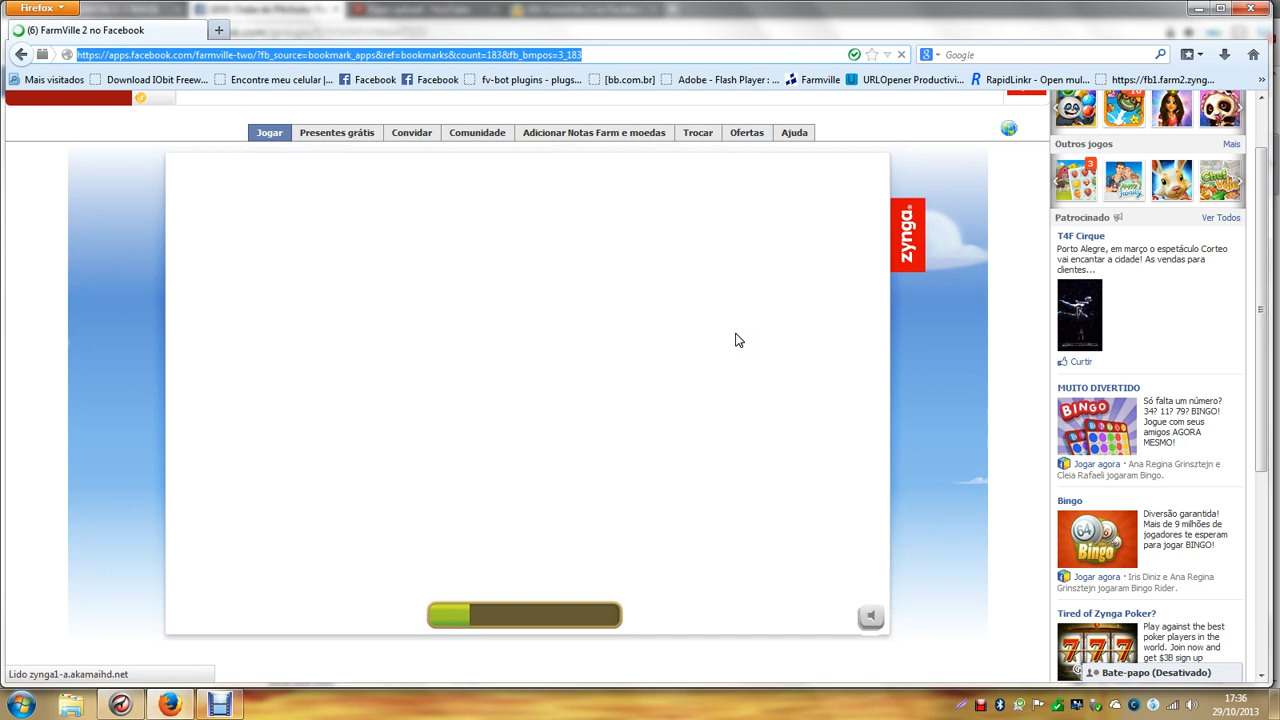 Firefox
(6) FarmVille 2 no Facebook
https://apps.facebook.com/farmville-two/?fb_source=bookmark_apps&ref=bookmarks&count=183&fb_bmpos=3_183
Google
Mais visitados
Download IObit Freew...
Encontre meu celular |...
Facebook
Facebook
fv-bot plugins - plugs...
[bb.com.br]
Adobe - Flash Player : ...
Farmville
URLOpener Productivi...
RapidLinkr - Open mul...
https://fb1.farm2.zyng...
»
Jogar
Presentes grátis
Convidar
Comunidade
Adicionar Notas Farm e moedas
Trocar
Ofertas
Ajuda
Outros jogos
Mais
3
Patrocinado
Ver Todos
zynga
T4F Cirque
Porto Alegre, em março o espetáculo Corteo
vai encantar a cidade! As vendas para
clientes...
Curtir
MUITO DIVERTIDO
BINGO
Só falta um número?
34? 11? 79? BINGO!
Jogue com seus
amigos AGORA
MESMO!
Jogar agora · Ana Regina Grinsztejn e
Cleia Rafaeli jogaram Bingo.
Bingo
64
Bingo
Diversão garantida!
Mais de 9 milhões de
jogadores te esperam
para jogar BINGO!
Jogar agora · Iris Diniz e Ana Regina
Grinsztejn jogaram Bingo Rider.
Tired of Zynga Poker?
777
Play against the best
poker players in the
world. Join now and
get $3B sign up
Bate-papo (Desativado)
Lido zynga1-a.akamaihd.net
17:36
29/10/2013